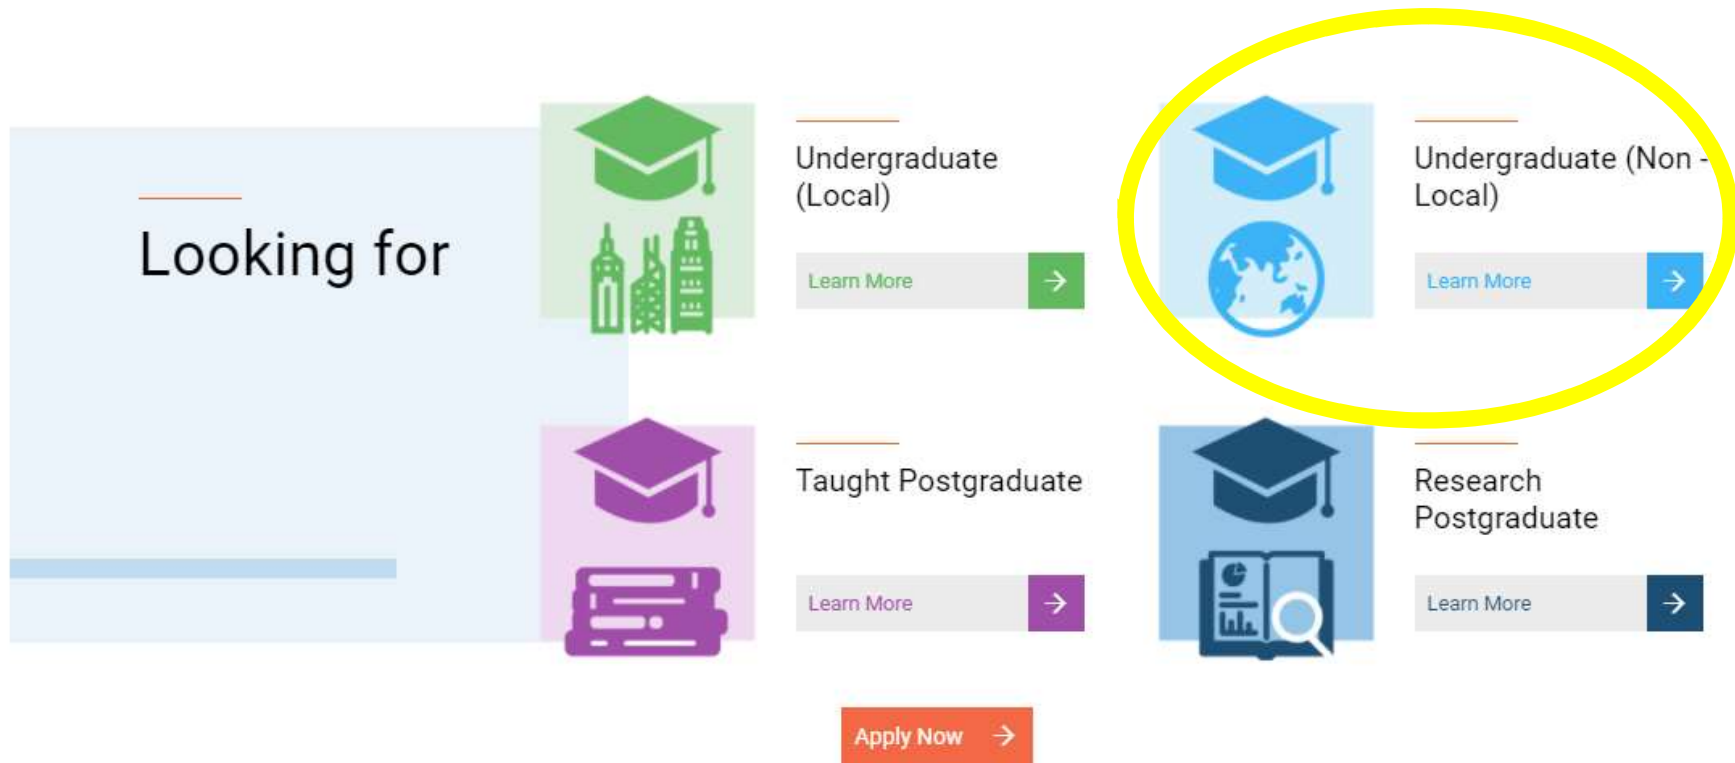 Looking for
Undergraduate
(Local)
Learn More
Undergraduate (Non -
Local)
Learn More
Taught Postgraduate
Learn More
Research
Postgraduate
Learn More
Apply Now